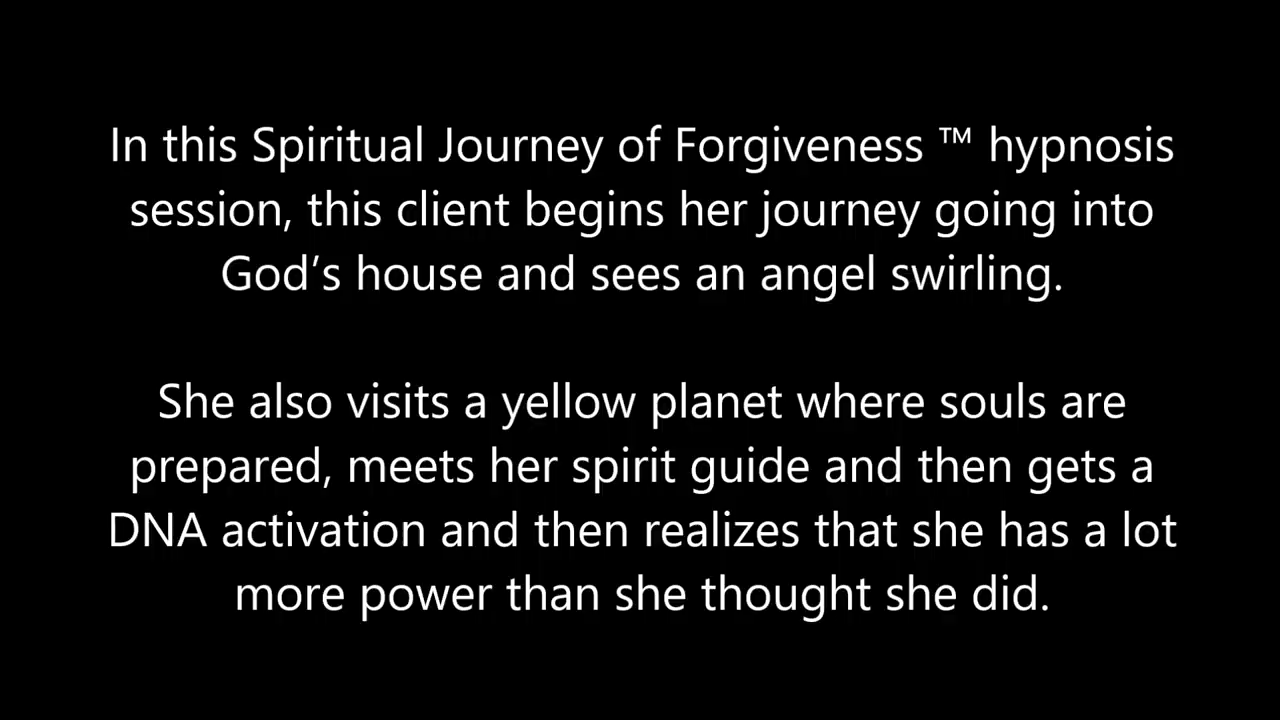 In this Spiritual Journey of Forgiveness ™ hypnosis
session, this client begins her journey going into
God’s house and sees an angel swirling.
She also visits a yellow planet where souls are
prepared, meets her spirit guide and then gets a
DNA activation and then realizes that she has a lot
more power than she thought she did.